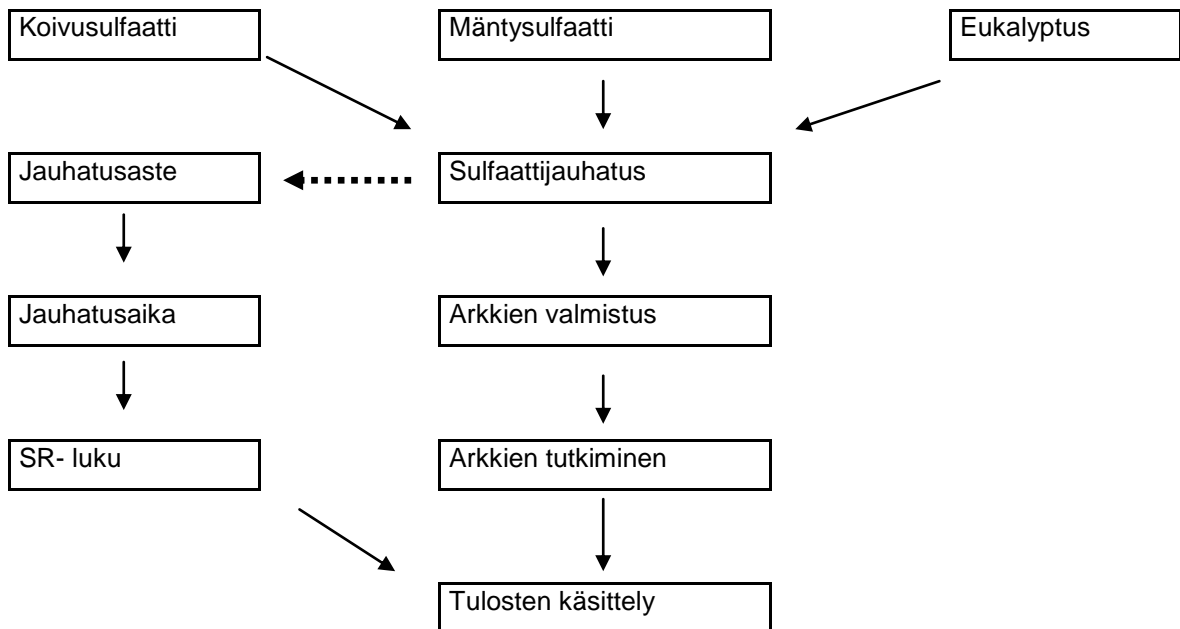 Koivusulfaatti
Mäntysulfaatti
Eukalyptus
Jauhatusaste
Sulfaattijauhatus
Jauhatusaika
Arkkien valmistus
SR- luku
Arkkien tutkiminen
Tulosten käsittely